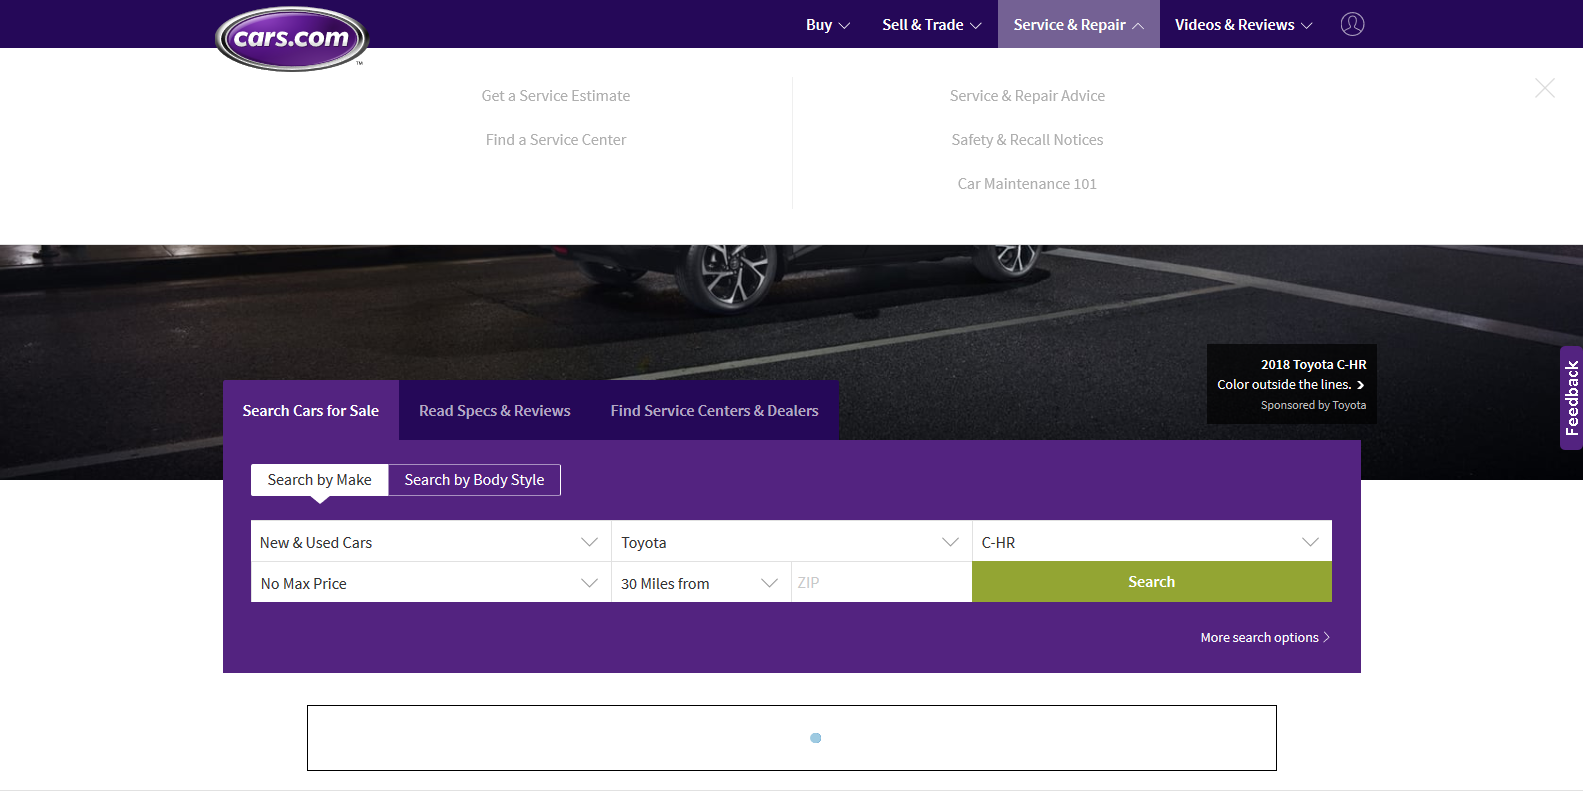 cars.com
TM
Buy
Sell & Trade
Service & Repair
Videos & Reviews
Get a Service Estimate
Find a Service Center
Service & Repair Advice
Safety & Recall Notices
Car Maintenance 101
2018 Toyota C-HR
Color outside the lines.
Sponsored by Toyota
Feedback
Search Cars for Sale
Read Specs & Reviews
Find Service Centers & Dealers
Search by Make
Search by Body Style
New & Used Cars
Toyota
C-HR
No Max Price
30 Miles from
ZIP
Search
More search options